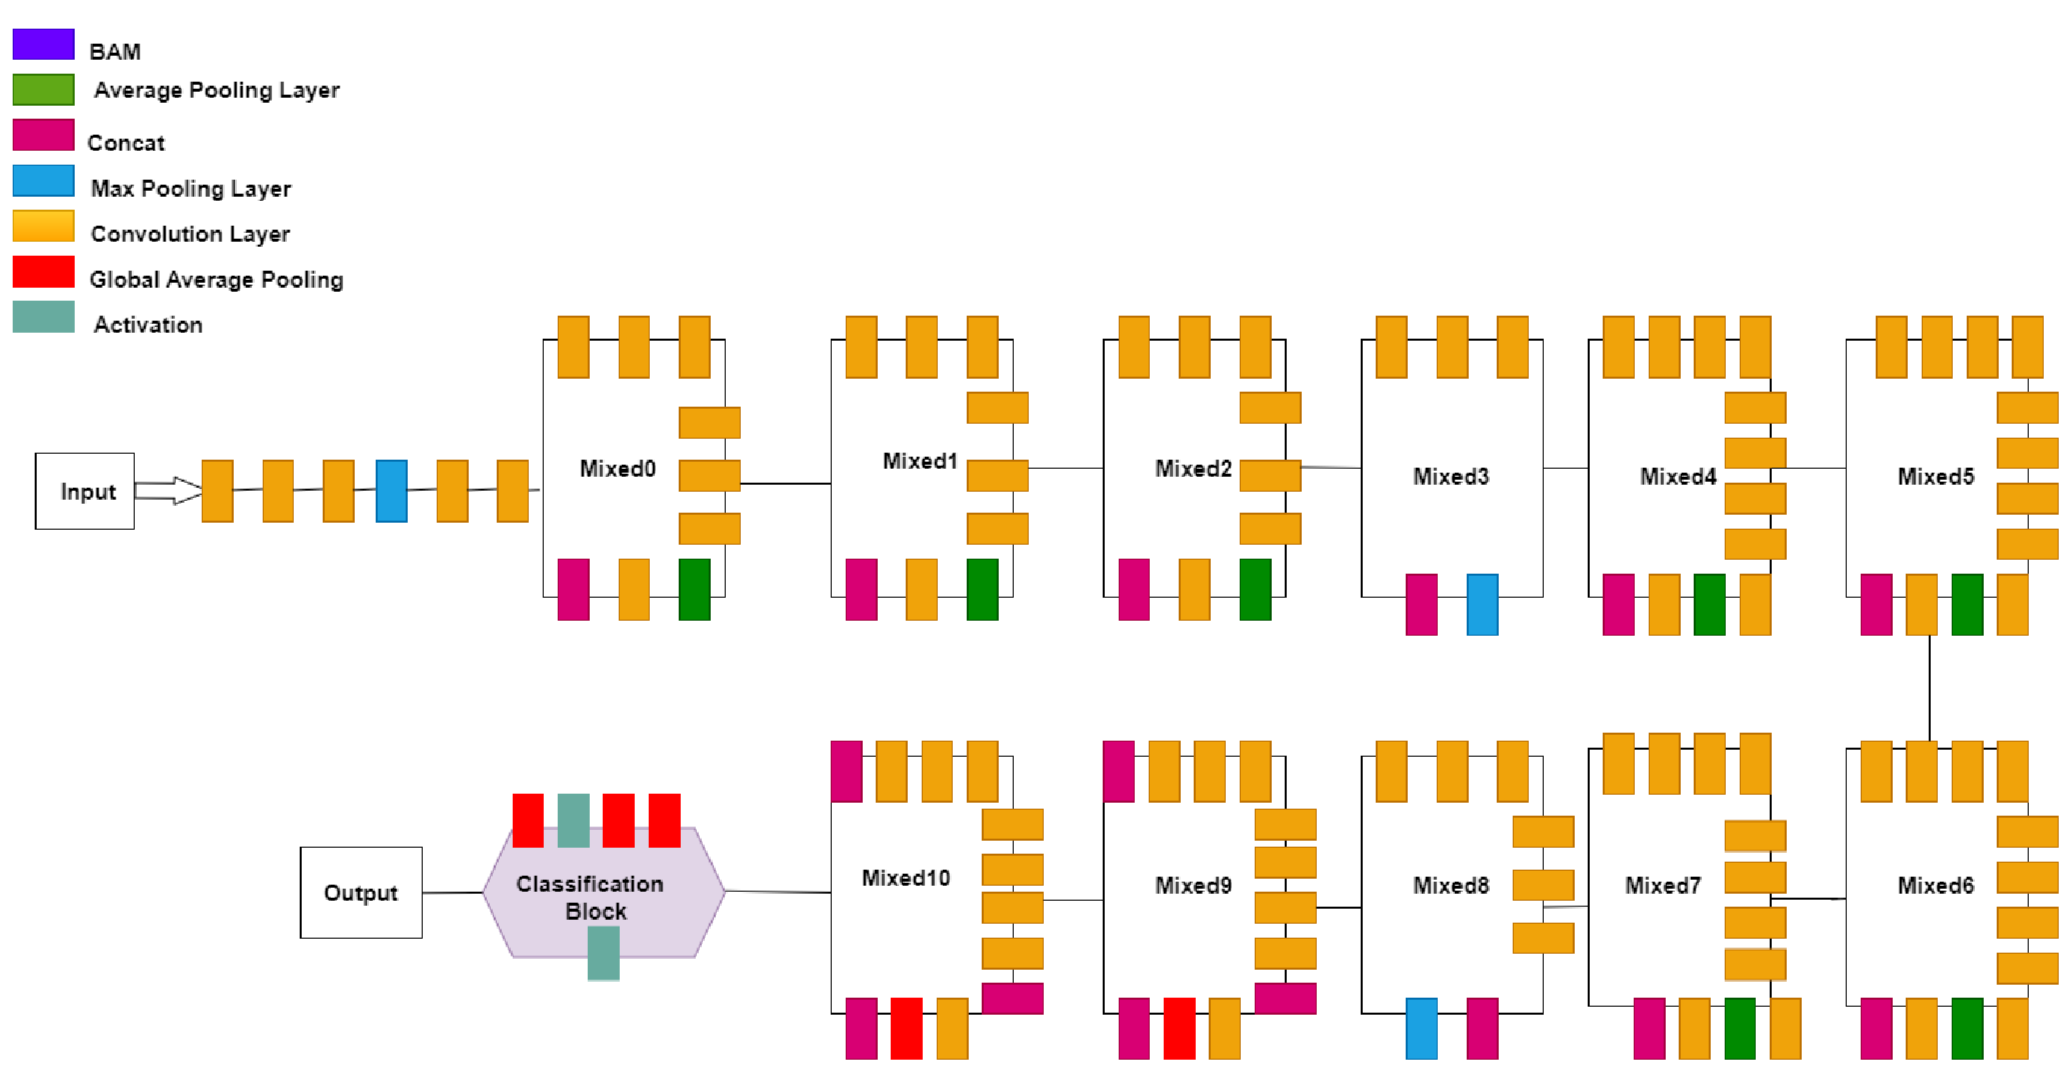 BAM
Average Pooling Layer
Concat
Max Pooling Layer
Convolution Layer
Global Average Pooling
Activation
Input
Mixed0
Mixed1
Mixed2
Mixed3
Mixed4
Mixed5
Output
Classification
Block
Mixed10
Mixed9
Mixed8
Mixed7
Mixed6